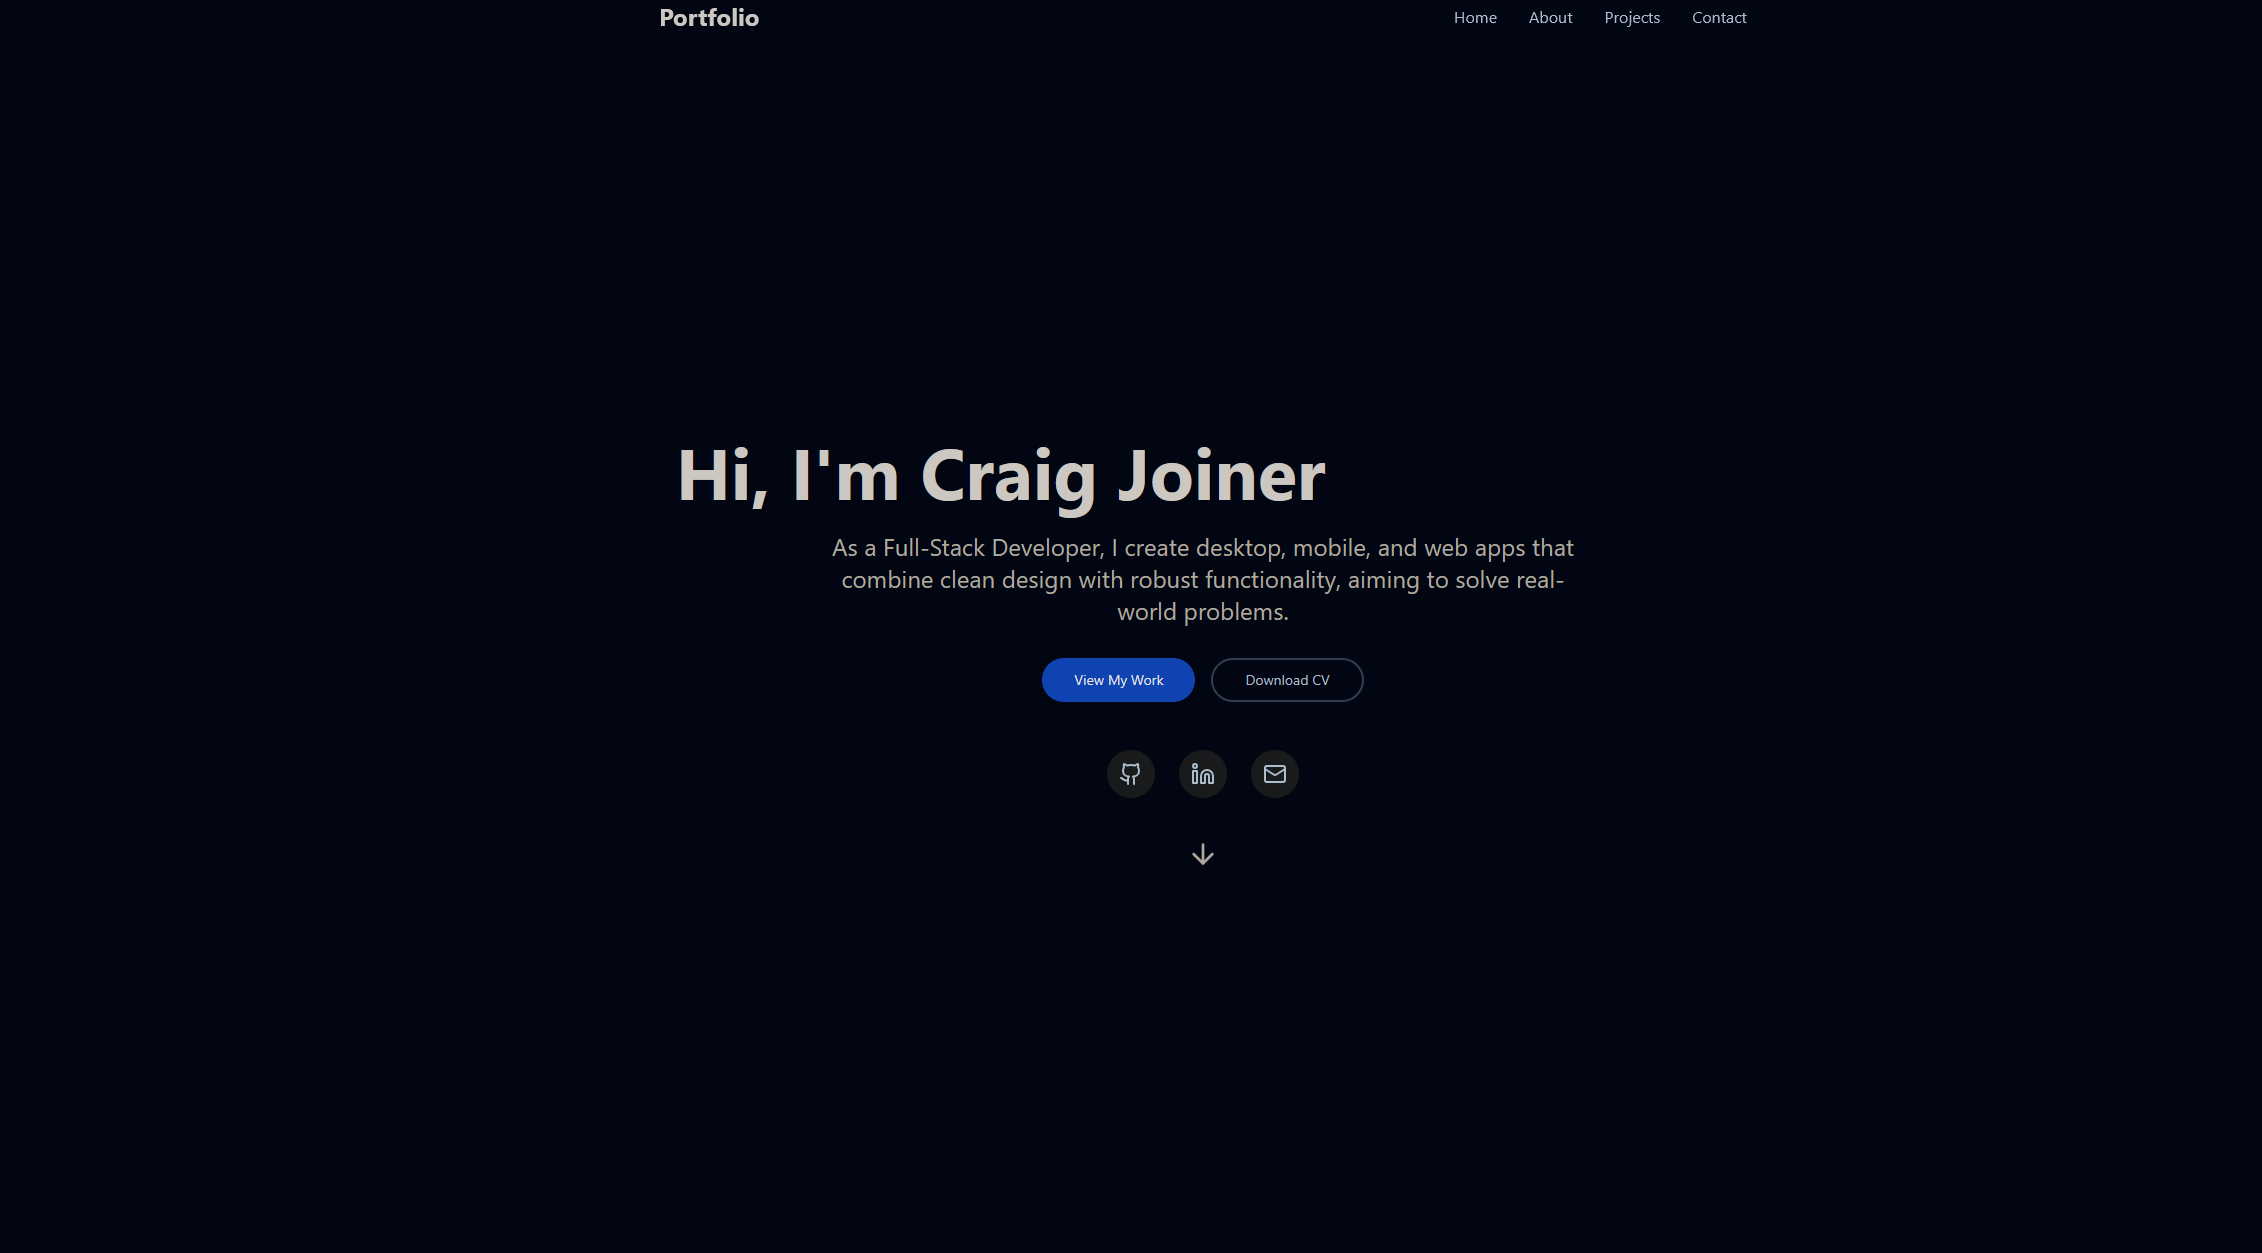 Portfolio
Home About Projects Contact
Hi, I'm Craig Joiner
As a Full-Stack Developer, I create desktop, mobile, and web apps that
combine clean design with robust functionality, aiming to solve real-
world problems.
View My Work Download CV